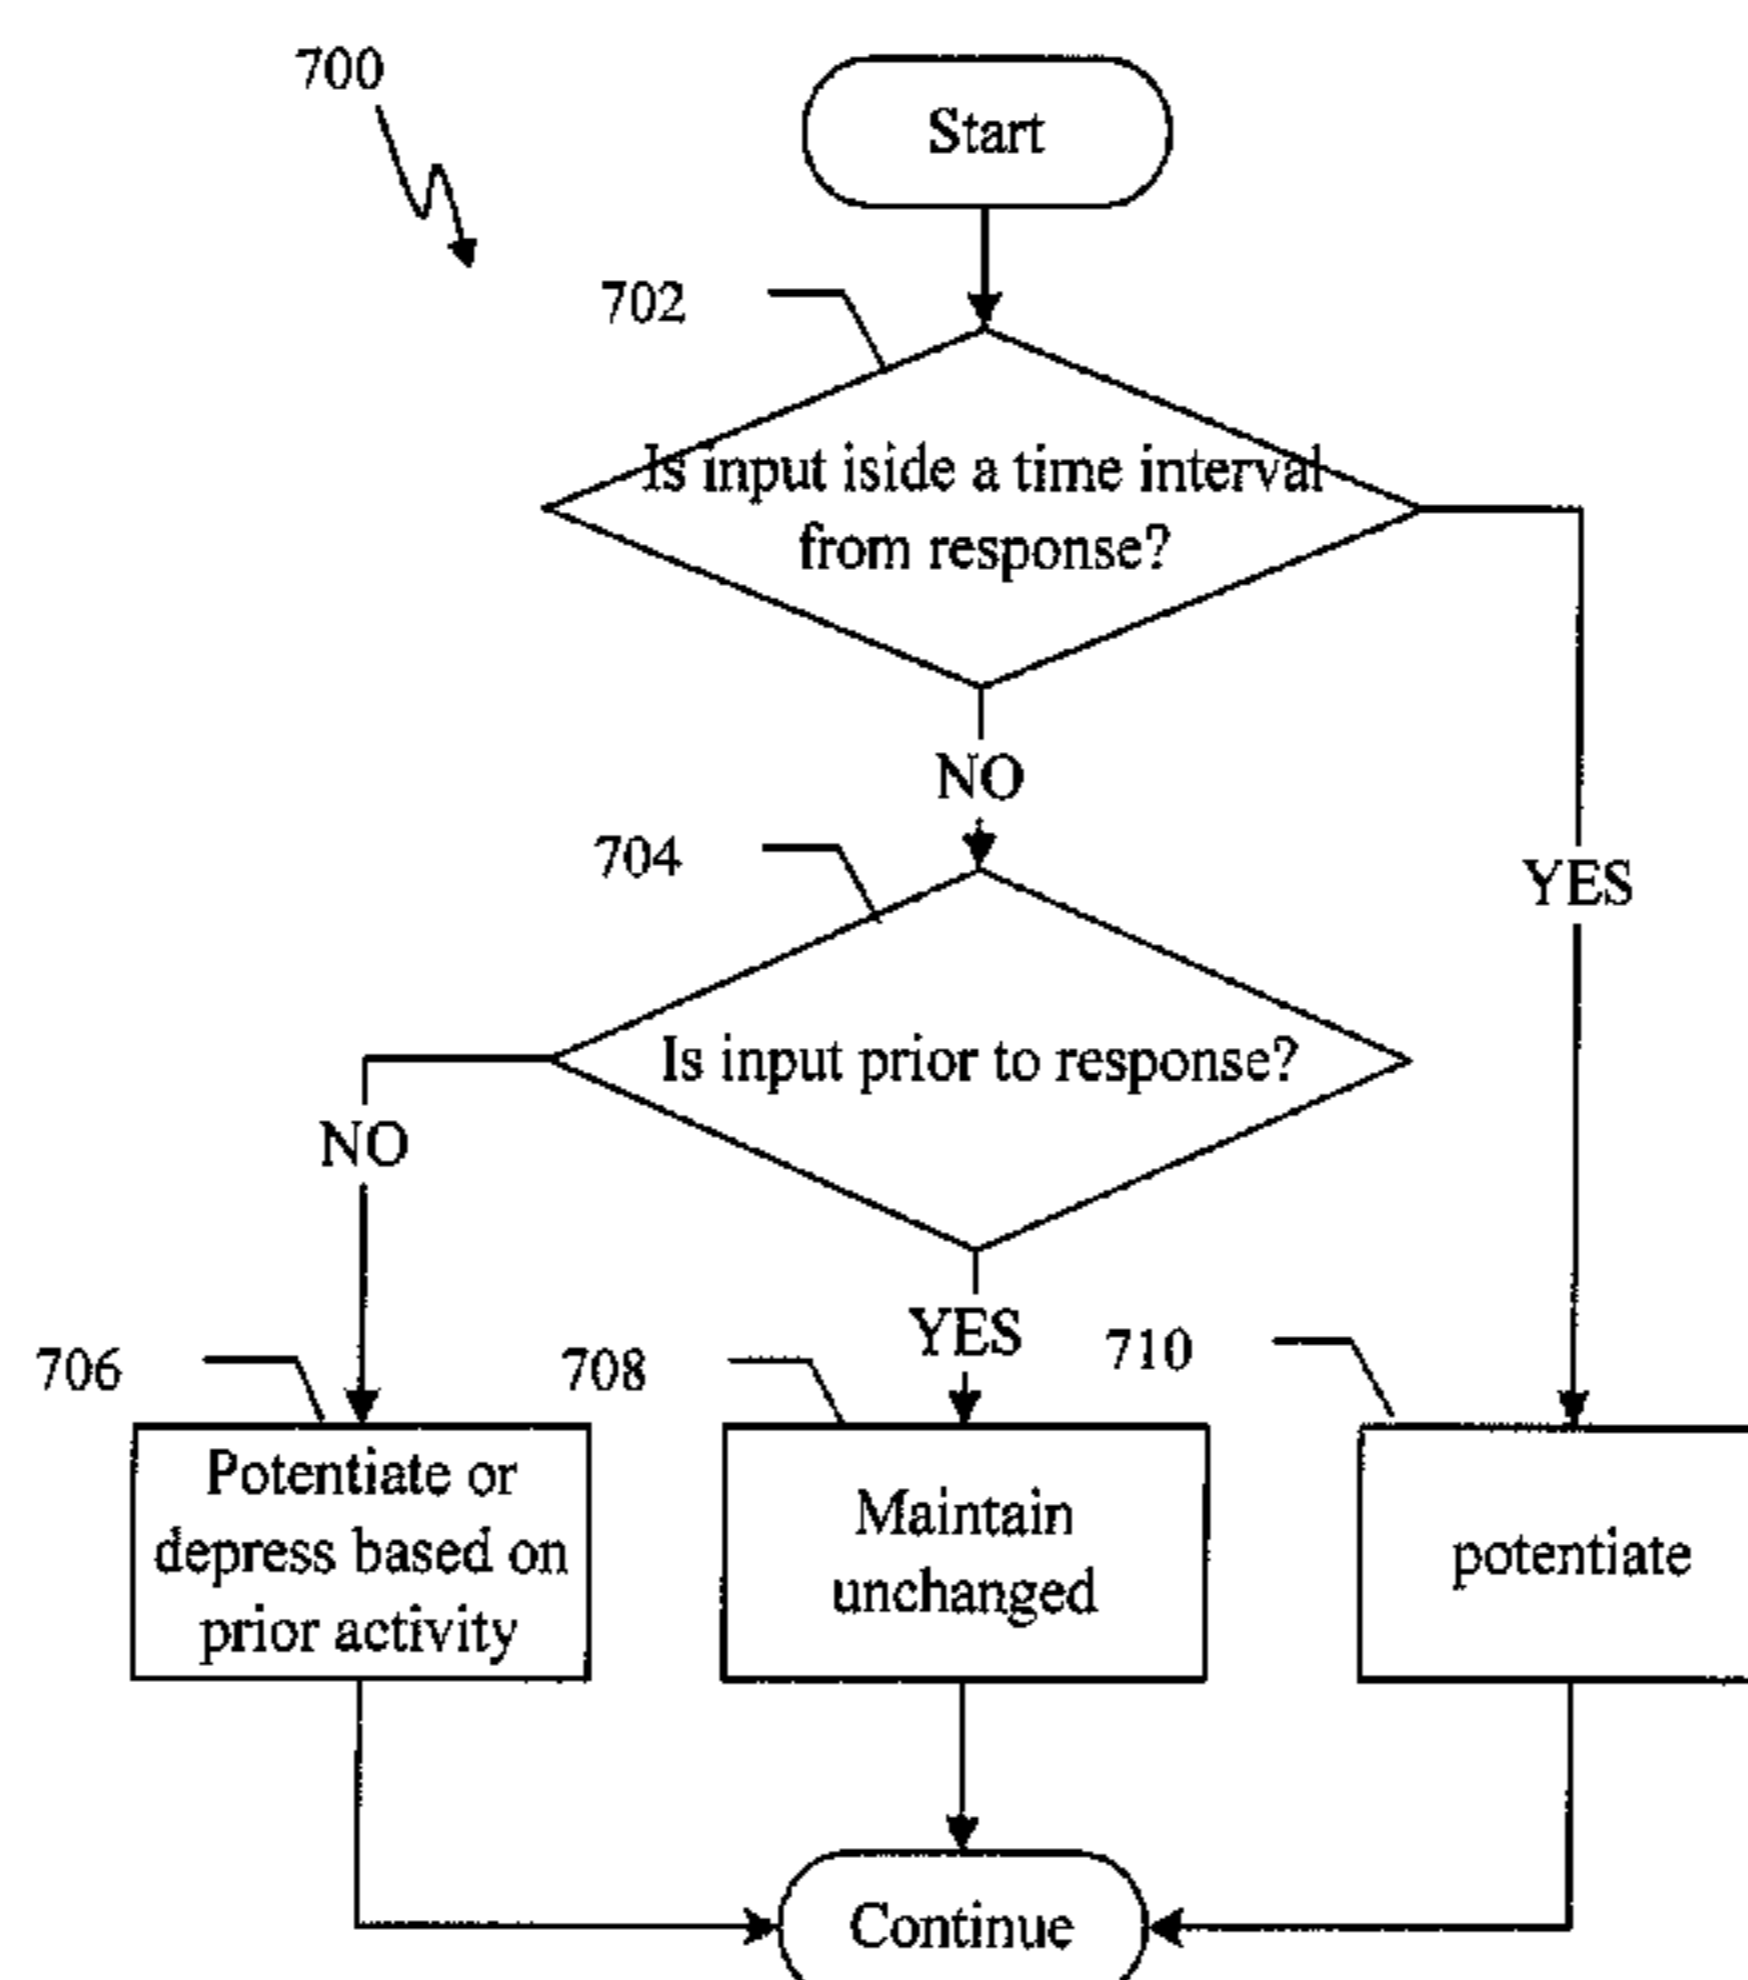 700
Start
702
Is input iside a time interval
from response?
NO
704
YES
Is input prior to response?
NO
YES
706
708
710
Potentiate or
depress based on
prior activity
Maintain
unchanged
potentiate
Continue